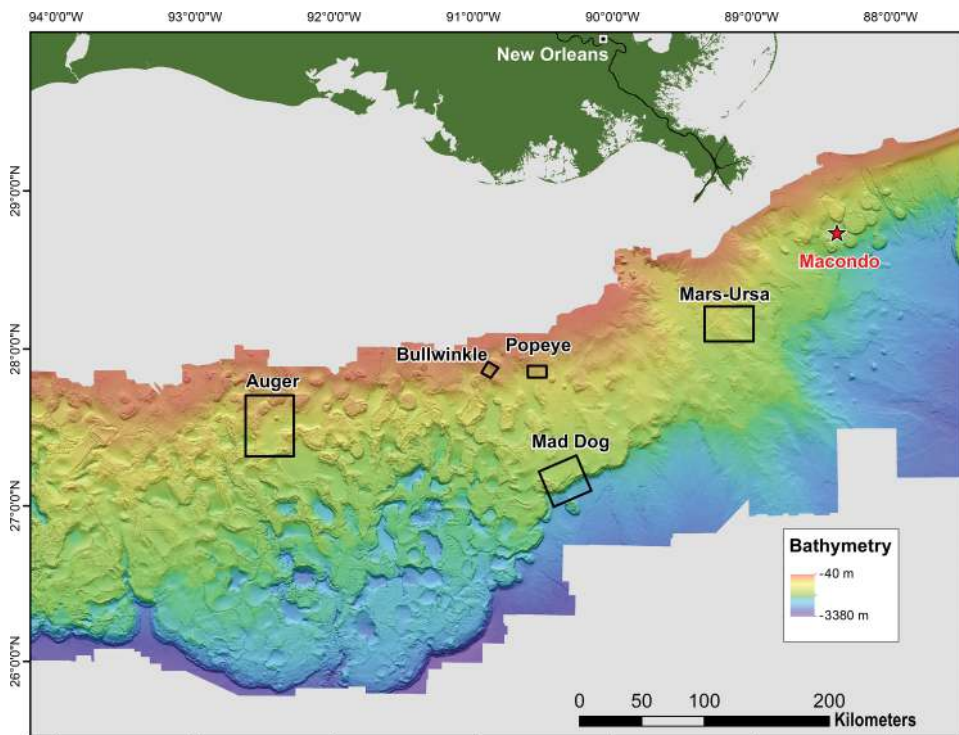 94°0'0"W 93°0'0"W 92°0'0"W 91°0'0"W 90°0'0"W 89°0'0"W 88°0'0"W
New Orleans
29°0'0"N
Macondo
Mars-Ursa
28°0'0"N
Popeye
Bullwinkle
Auger
Mad Dog
27°0'0"N
Bathymetry
-40 m
-3380 m
26°0'0"N
0 50 100 200
Kilometers